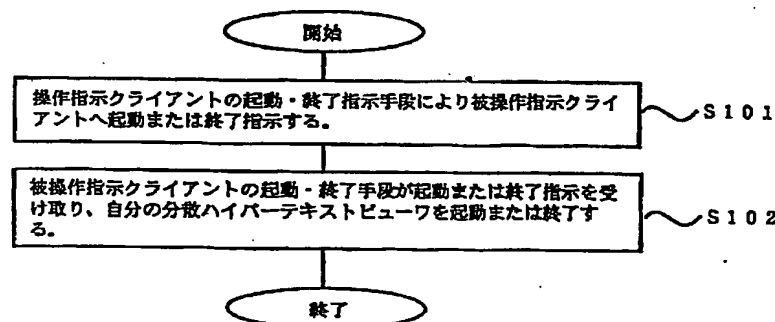 開始
操作指示クライアントの起動・終了指示手段により被操作指示クライ
アントへ起動または終了指示する。
S101
被操作指示クライアントの起動・終了手段が起動または終了指示を受
け取り、自分の分散ハイパーテキストビューワを起動または終了す
る。
S102
終了